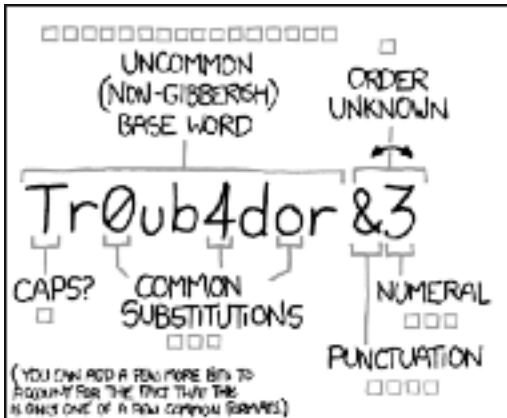 UNCOMMON
(NON-GIBBERISH)
BASE WORD
ORDER
UNKNOWN
Tr0ub4dor &3
CAPS?
COMMON
SUBSTITUTIONS
NUMERAL
PUNCTUATION
(YOU CAN ADD A FEW MORE BITS TO
ACCOUNT FOR THE FACT THAT THIS
IS ONLY ONE OF A FEW COMMON FORMATS)